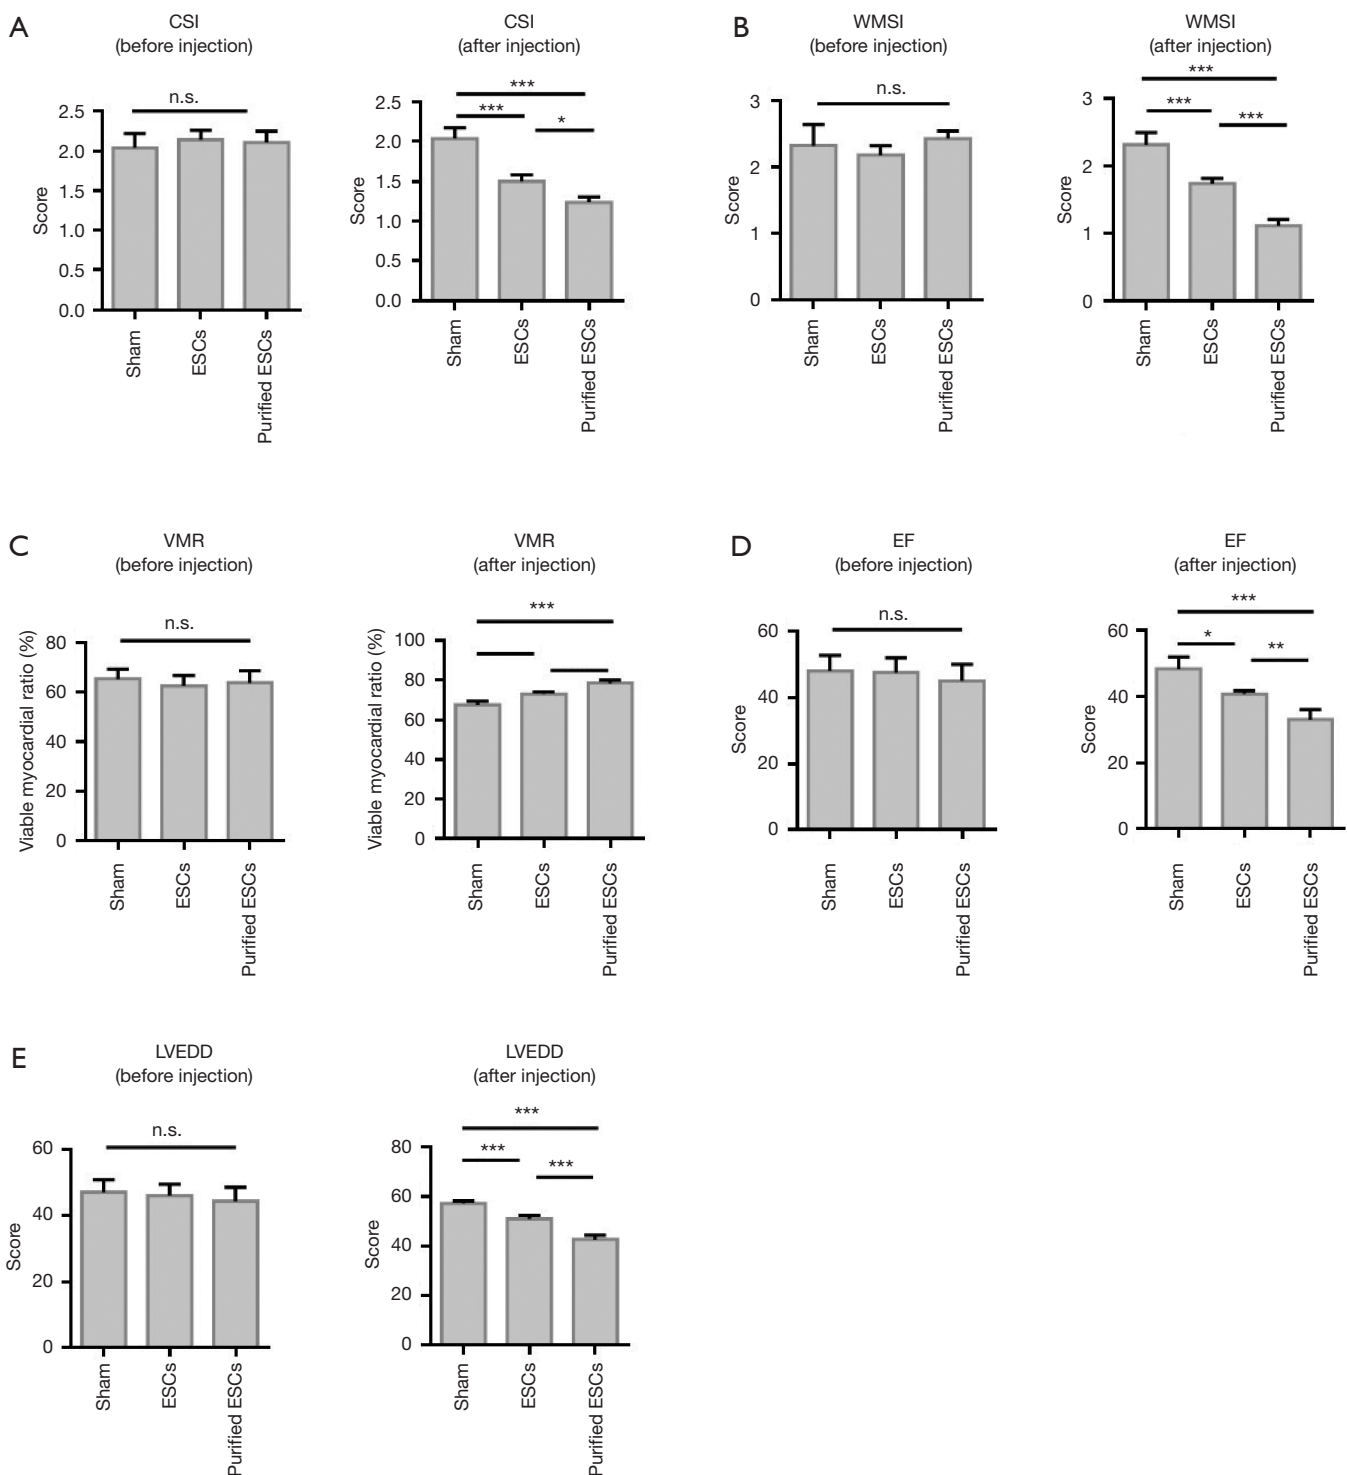 A
CSI
(before injection)
n.s.
2.5
2.0
1.5
1.0
0.5
0.0
Score
Sham
ESCs
Purified ESCs
CSI
(after injection)
***
***
*
2.5
2.0
1.5
1.0
0.5
0.0
Score
Sham
ESCs
Purified ESCs
B
WMSI
(before injection)
n.s.
3
2
1
0
Score
Sham
ESCs
Purified ESCs
WMSI
(after injection)
***
***
***
3
2
1
0
Score
Sham
ESCs
Purified ESCs
C
VMR
(before injection)
n.s.
80
60
40
20
0
Viable myocardial ratio (%)
Sham
ESCs
Purified ESCs
VMR
(after injection)
***
100
80
60
40
20
0
Viable myocardial ratio (%)
Sham
ESCs
Purified ESCs
D
EF
(before injection)
n.s.
60
40
20
0
Score
Sham
ESCs
Purified ESCs
EF
(after injection)
***
*
**
60
40
20
0
Score
Sham
ESCs
Purified ESCs
E
LVEDD
(before injection)
n.s.
60
40
20
0
Score
Sham
ESCs
Purified ESCs
LVEDD
(after injection)
***
***
***
80
60
40
20
0
Score
Sham
ESCs
Purified ESCs